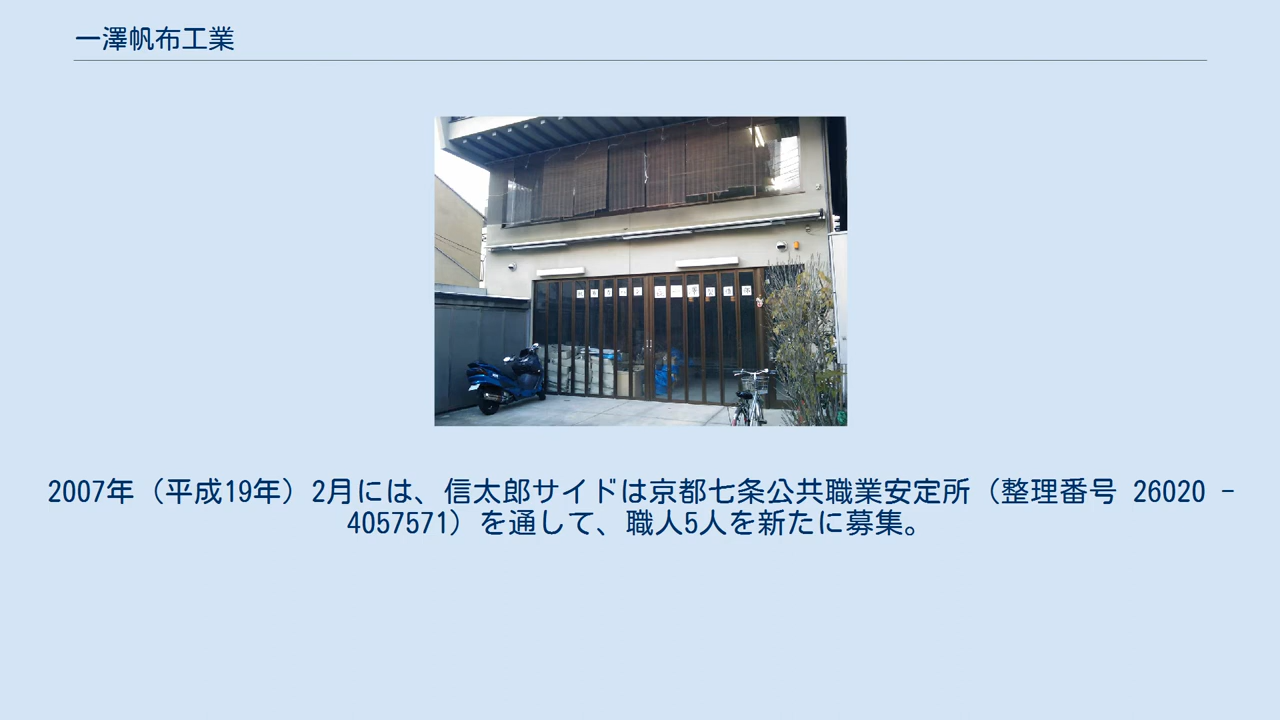 一澤帆布工業
2007年（平成19年）2月には、信太郎サイドは京都七条公共職業安定所（整理番号 26020 -
4057571）を通して、職人5人を新たに募集。